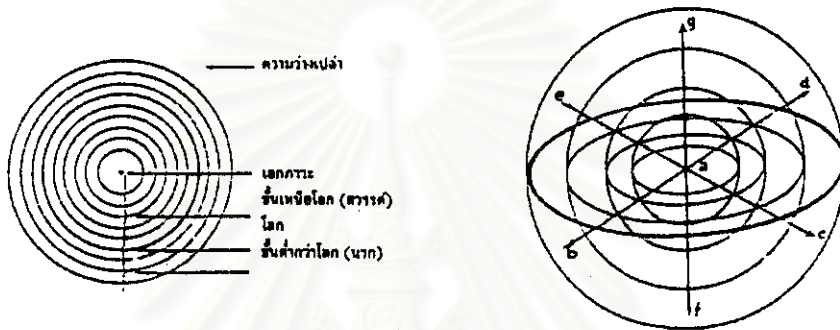 ความว่างเปล่า
เอกภาวะ
ชั้นเหนือโลก (สวรรค์)
โลก
ชั้นต่ำกว่าโลก (นรก)
g
e
d
a
b
c
f